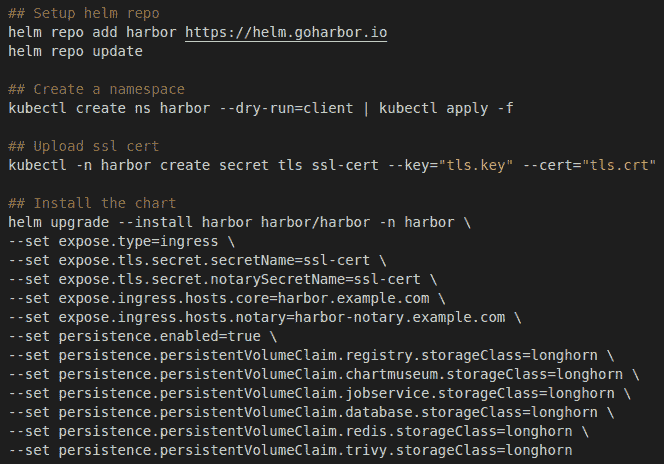 ## Setup helm repo
helm repo add harbor https://helm.goharbor.io
helm repo update
## Create a namespace
kubectl create ns harbor --dry-run=client | kubectl apply -f
## Upload ssl cert
kubectl -n harbor create secret tls ssl-cert --key="tls.key" --cert="tls.crt"
## Install the chart
helm upgrade --install harbor harbor/harbor -n harbor \
--set expose.type=ingress \
--set expose.tls.secret.secretName=ssl-cert \
--set expose.tls.secret.notarySecretName=ssl-cert \
--set expose.ingress.hosts.core=harbor.example.com \
--set expose.ingress.hosts.notary=harbor-notary.example.com \
--set persistence.enabled=true \
--set persistence.persistentVolumeClaim.registry.storageClass=longhorn \
--set persistence.persistentVolumeClaim.chartmuseum.storageClass=longhorn \
--set persistence.persistentVolumeClaim.jobservice.storageClass=longhorn \
--set persistence.persistentVolumeClaim.database.storageClass=longhorn \
--set persistence.persistentVolumeClaim.redis.storageClass=longhorn \
--set persistence.persistentVolumeClaim.trivy.storageClass=longhorn